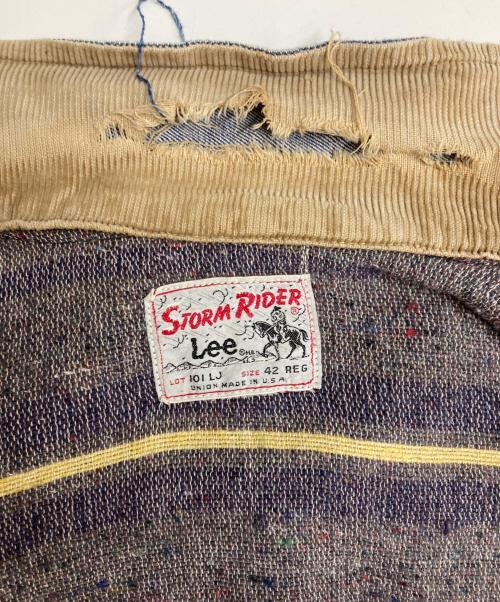 STORM RIDER ®
Lee ® M.R.
LOT 101 LJ SIZE 42 REG
UNION MADE IN U.S.A.